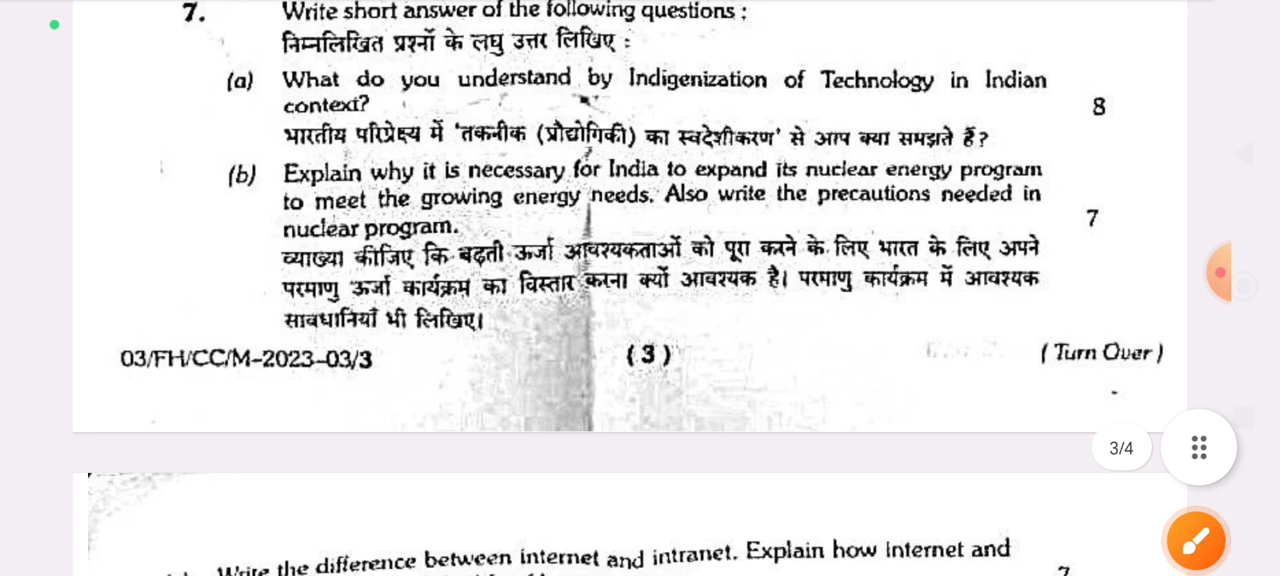 7. Write short answer of the following questions :
निम्नलिखित प्रश्नों के लघु उत्तर लिखिए :
(a) What do you understand by Indigenization of Technology in Indian
context? 8
भारतीय परिप्रेक्ष्य में 'तकनीक (प्रौद्योगिकी) का स्वदेशीकरण' से आप क्या समझते हैं?
(b) Explain why it is necessary for India to expand its nuclear energy program
to meet the growing energy needs. Also write the precautions needed in
nuclear program. 7
व्याख्या कीजिए कि बढ़ती ऊर्जा आवश्यकताओं को पूरा करने के लिए भारत के लिए अपने
परमाणु ऊर्जा कार्यक्रम का विस्तार करना क्यों आवश्यक है। परमाणु कार्यक्रम में आवश्यक
सावधानियाँ भी लिखिए।
03/FH/CC/M-2023-03/3 ( 3 ) ( Turn Over )
3/4
Write the difference between internet and intranet. Explain how internet and